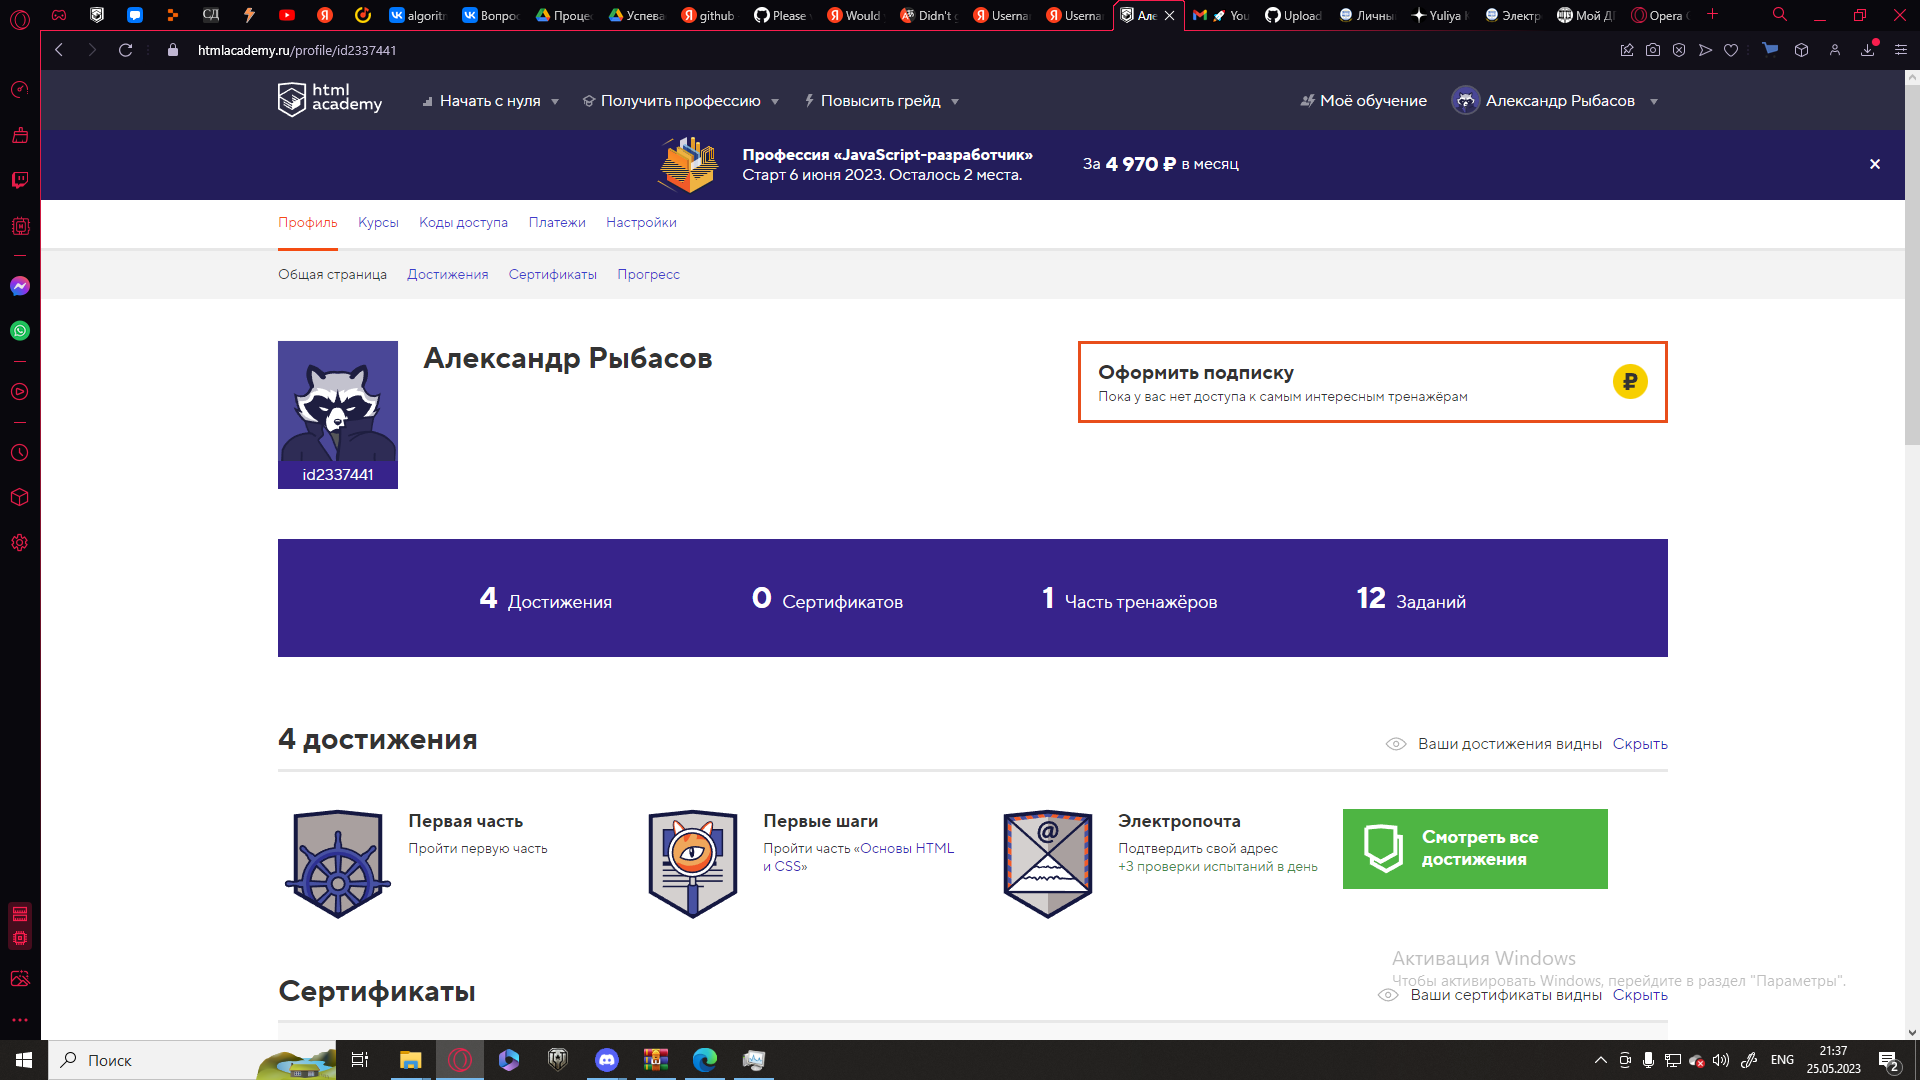 algorit
Вопрос
Процес
Успева
github
Please
Would
Didn't g
Userna
Userna
Але
You
Upload
Личны
Yuliya
Электр
Мой Д
Opera
htmlacademy.ru/profile/id2337441
html
academy
Начать с нуля
Получить профессию
Повысить грейд
Моё обучение
Александр Рыбасов
Профессия «JavaScript-разработчик»
Старт 6 июня 2023. Осталось 2 места.
За 4 970 ₽ в месяц
Профиль
Курсы
Коды доступа
Платежи
Настройки
Общая страница
Достижения
Сертификаты
Прогресс
Александр Рыбасов
id2337441
Оформить подписку
Пока у вас нет доступа к самым интересным тренажёрам
₽
4 Достижения
0 Сертификатов
1 Часть тренажёров
12 Заданий
4 достижения
Ваши достижения видны Скрыть
Первая часть
Пройти первую часть
Первые шаги
Пройти часть «Основы HTML
и CSS»
@
Электропочта
Подтвердить свой адрес
+3 проверки испытаний в день
Смотреть все
достижения
Активация Windows
Чтобы активировать Windows, перейдите в раздел "Параметры".
Сертификаты
Ваши сертификаты видны Скрыть
Поиск
ENG
21:37
25.05.2023
2